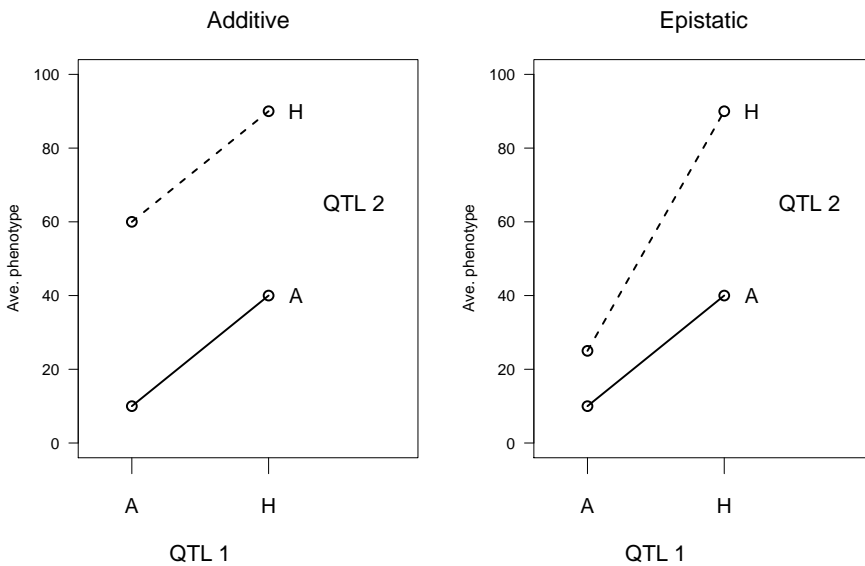 Additive
Ave. phenotype
100
80
60
40
20
0
H
QTL 2
A
A H
QTL 1
Epistatic
Ave. phenotype
100
80
60
40
20
0
H
QTL 2
A
A H
QTL 1